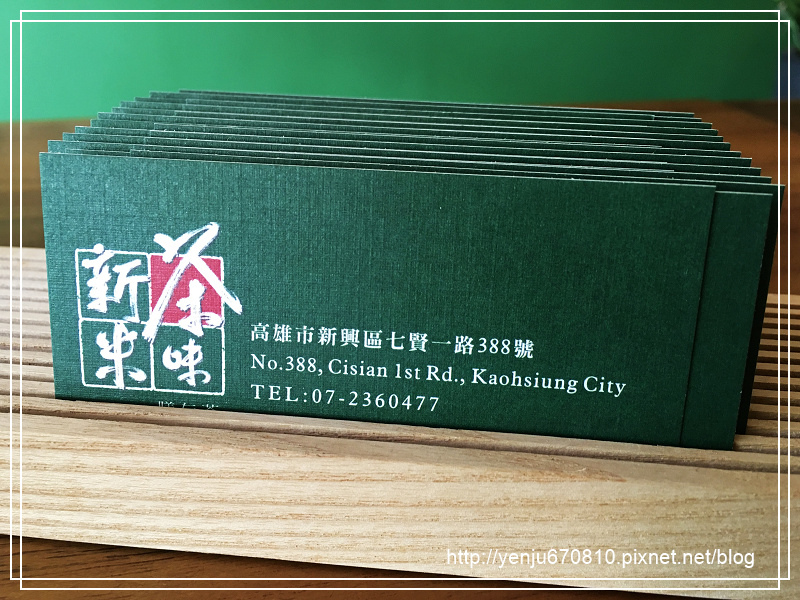 新茶
米味
高雄市新興區七賢一路388號
No.388, Cisian 1st Rd., Kaohsiung City
TEL:07-2360477
http://yenju670810.pixnet.net/blog